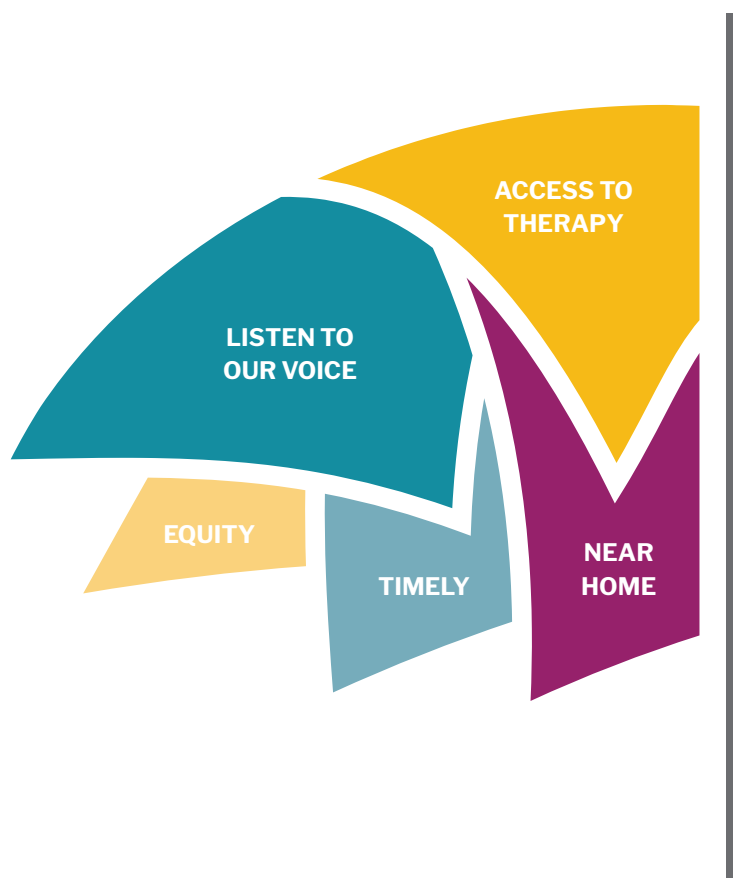 ACCESS TO
THERAPY
LISTEN TO
OUR VOICE
EQUITY
TIMELY
NEAR
HOME